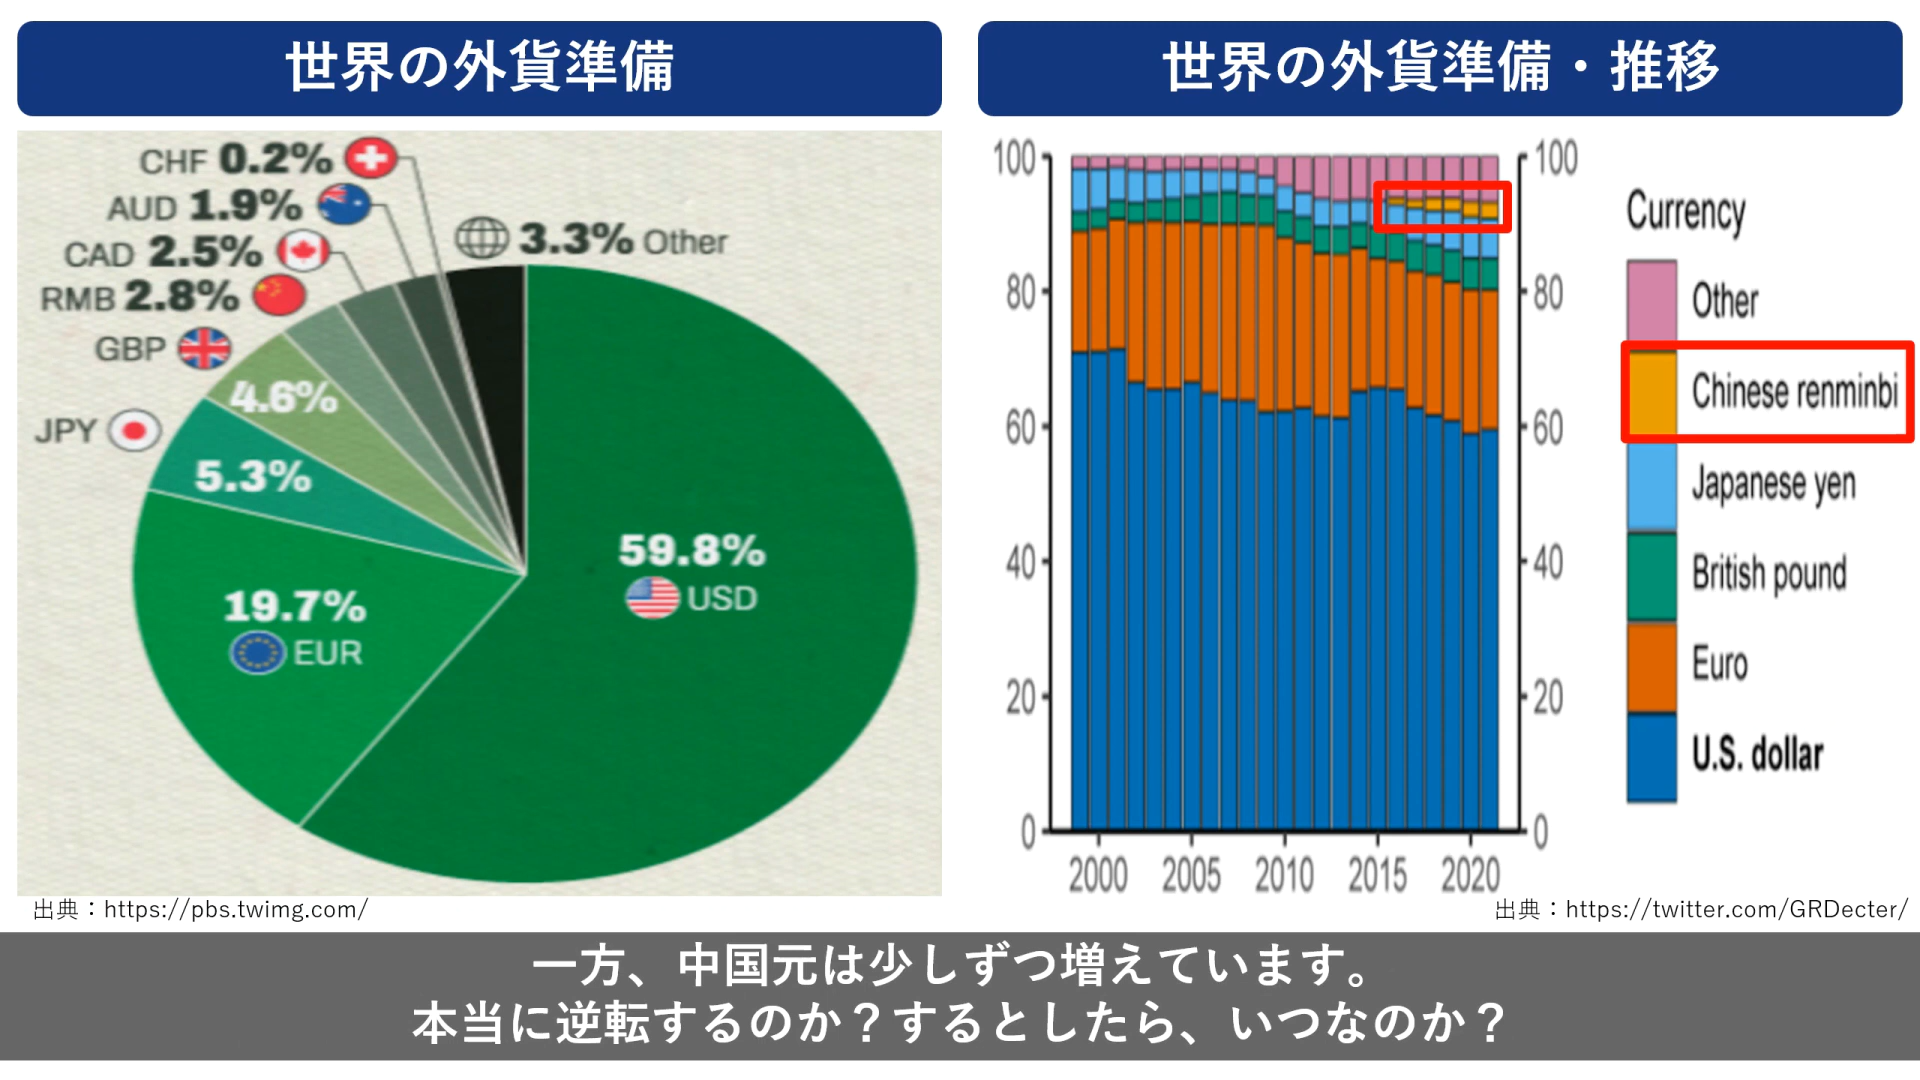 世界の外貨準備
CHF 0.2%
AUD 1.9%
CAD 2.5%
RMB 2.8%
GBP
4.6%
JPY
5.3%
3.3% Other
59.8%
USD
19.7%
EUR
出典：https://pbs.twimg.com/
世界の外貨準備・推移
100
80
60
40
20
0
100
80
60
40
20
0
2000 2005 2010 2015 2020
Currency
Other
Chinese renminbi
Japanese yen
British pound
Euro
U.S. dollar
出典：https://twitter.com/GRDecter/
一方、中国元は少しずつ増えています。
本当に逆転するのか？するとしたら、いつなのか？